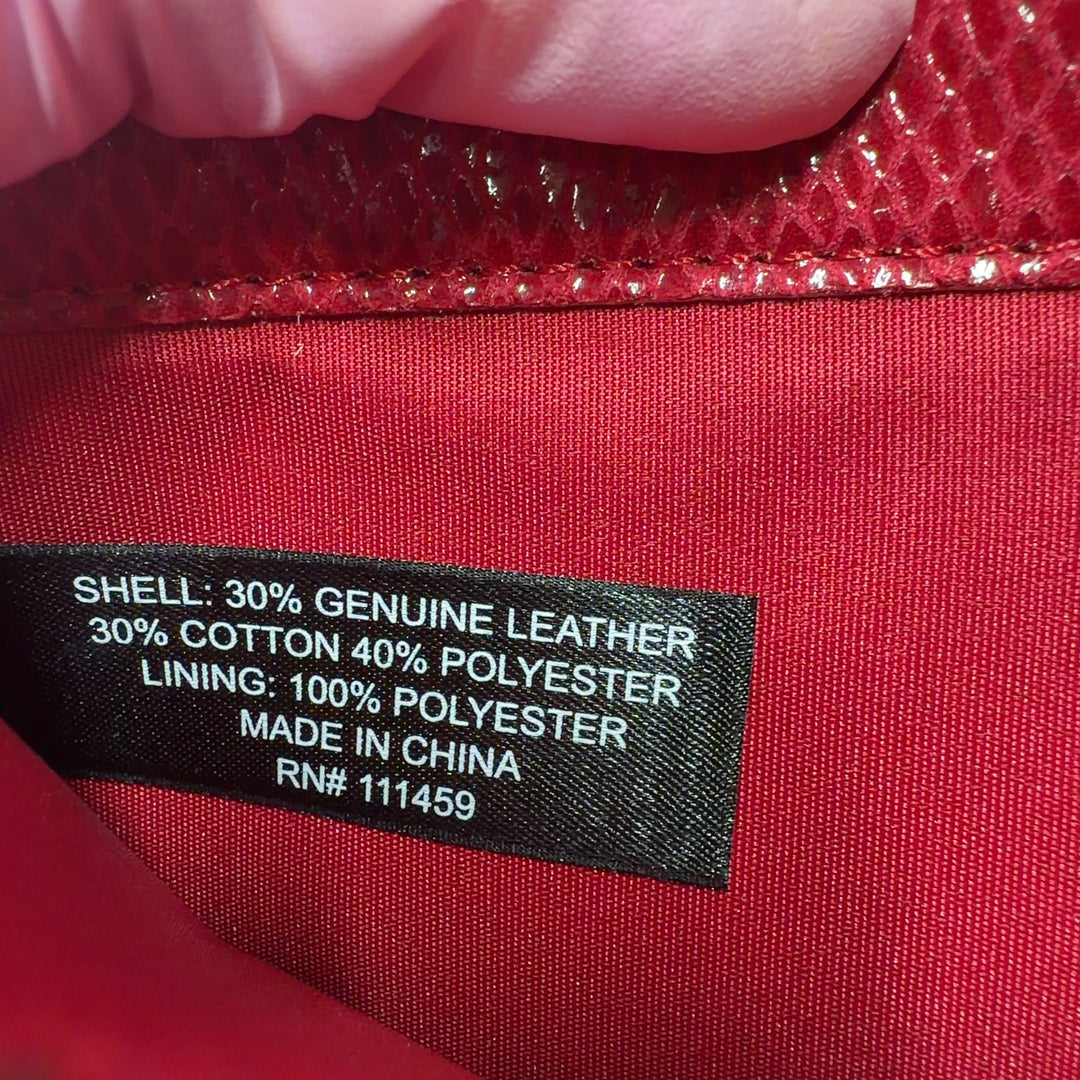 SHELL: 30% GENUINE LEATHER
30% COTTON 40% POLYESTER
LINING: 100% POLYESTER
MADE IN CHINA
RN# 111459